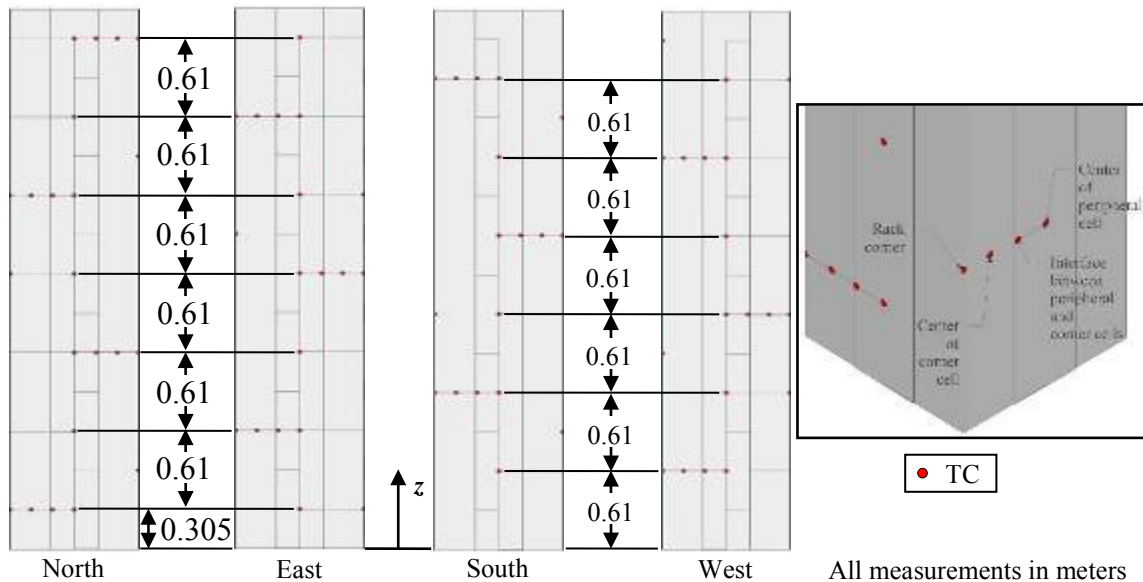 0.61
0.61
0.61
0.61
0.61
0.61
0.305
z
0.61
0.61
0.61
0.61
0.61
0.61
Center
of
peripheral
cell
Rack
corner
Interface
between
peripheral
and
corner cells
Center
of
corner
cell
TC
North
East
South
West
All measurements in meters